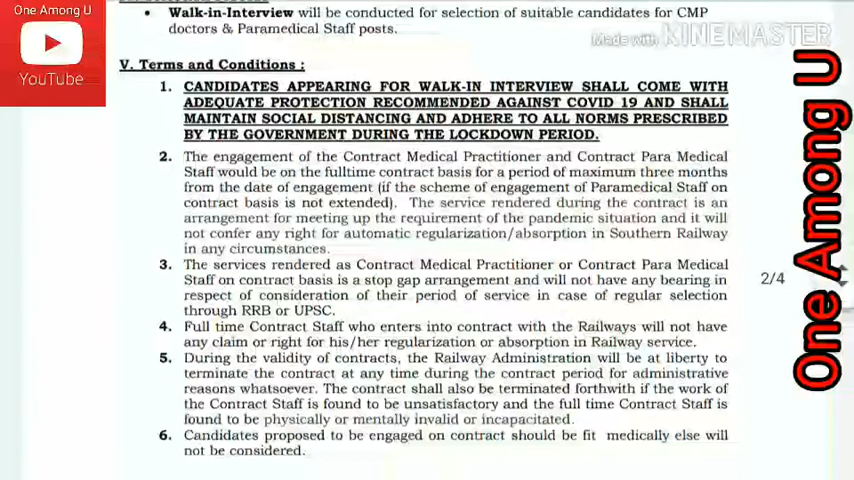 One Among U
YouTube
Walk-in-Interview will be conducted for selection of suitable candidates for CMP
doctors & Paramedical Staff posts.
Made with KINEMASTER
V. Terms and Conditions :
1. CANDIDATES APPEARING FOR WALK-IN INTERVIEW SHALL COME WITH
ADEQUATE PROTECTION RECOMMENDED AGAINST COVID 19 AND SHALL
MAINTAIN SOCIAL DISTANCING AND ADHERE TO ALL NORMS PRESCRIBED
BY THE GOVERNMENT DURING THE LOCKDOWN PERIOD.
2. The engagement of the Contract Medical Practitioner and Contract Para Medical
Staff would be on the fulltime contract basis for a period of maximum three months
from the date of engagement (if the scheme of engagement of Paramedical Staff on
contract basis is not extended). The service rendered during the contract is an
arrangement for meeting up the requirement of the pandemic situation and it will
not confer any right for automatic regularization/absorption in Southern Railway
in any circumstances.
3. The services rendered as Contract Medical Practitioner or Contract Para Medical
Staff on contract basis is a stop gap arrangement and will not have any bearing in
respect of consideration of their period of service in case of regular selection
through RRB or UPSC.
4. Full time Contract Staff who enters into contract with the Railways will not have
any claim or right for his/her regularization or absorption in Railway service.
5. During the validity of contracts, the Railway Administration will be at liberty to
terminate the contract at any time during the contract period for administrative
reasons whatsoever. The contract shall also be terminated forthwith if the work of
the Contract Staff is found to be unsatisfactory and the full time Contract Staff is
found to be physically or mentally invalid or incapacitated.
6. Candidates proposed to be engaged on contract should be fit medically else will
not be considered.
2/4
One Among U